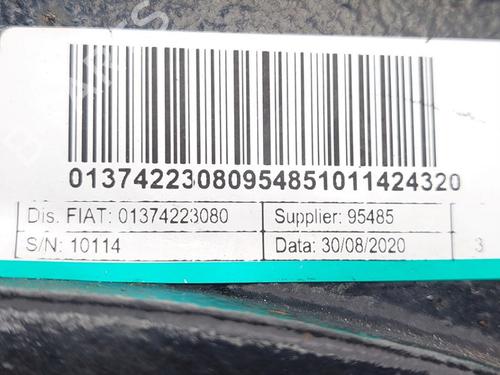 01374223080954851011424320
Dis. FIAT: 01374223080 Supplier: 95485
S/N: 10114 Data: 30/08/2020 3